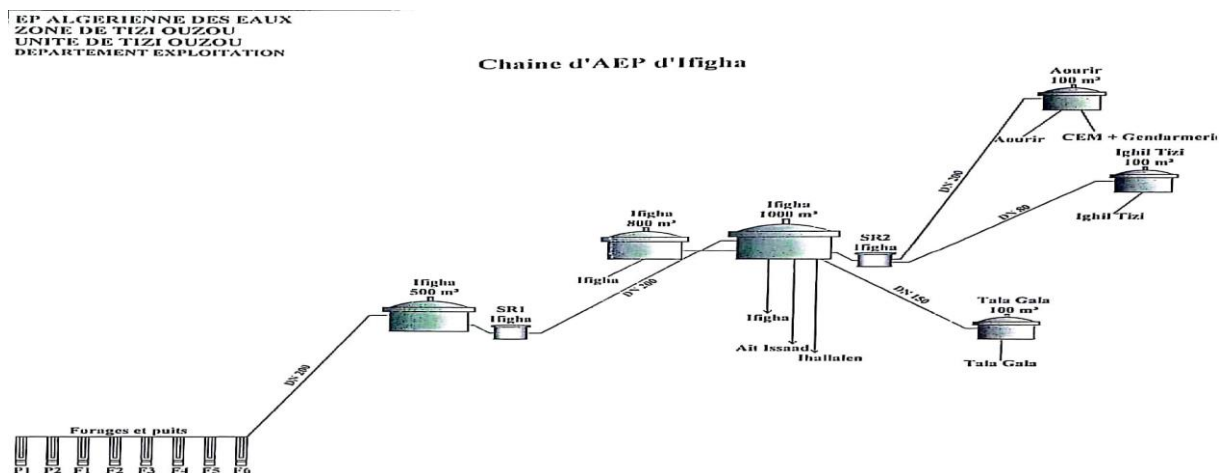 EP ALGERIENNE DES EAUX
ZONE DE TIZI OUZOU
UNITE DE TIZI OUZOU
DEPARTEMENT EXPLOITATION
Chaine d'AEP d'Ifigha
Aourir
100 m³
Aourir
CEM + Gendarmerie
Ighil Tizi
100 m³
Ighil Tizi
DN 200
DN 80
Ifigha
800 m³
Ifigha
Ifigha
1000 m³
SR2
Ifigha
DN 200
DN 150
Ifigha
Ait Issaad
Ihallalen
Tala Gala
100 m³
Tala Gala
Ifigha
500 m³
SR1
Ifigha
DN 200
Forages et puits
P1 P2 F1 F2 F3 F4 F5 F6